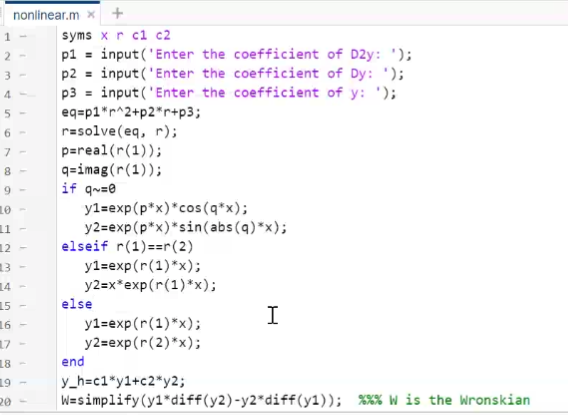 nonlinear.m × +
1 – syms x r c1 c2
2 – p1 = input('Enter the coefficient of D2y: ');
3 – p2 = input('Enter the coefficient of Dy: ');
4 – p3 = input('Enter the coefficient of y: ');
5 – eq=p1*r^2+p2*r+p3;
6 – r=solve(eq, r);
7 – p=real(r(1));
8 – q=imag(r(1));
9 – if q~=0
10 – y1=exp(p*x)*cos(q*x);
11 – y2=exp(p*x)*sin(abs(q)*x);
12 – elseif r(1)==r(2)
13 – y1=exp(r(1)*x);
14 – y2=x*exp(r(1)*x);
15 – else
16 – y1=exp(r(1)*x);
17 – y2=exp(r(2)*x);
18 – end
19 – y_h=c1*y1+c2*y2;
20 – W=simplify(y1*diff(y2)-y2*diff(y1)); %%% W is the Wronskian